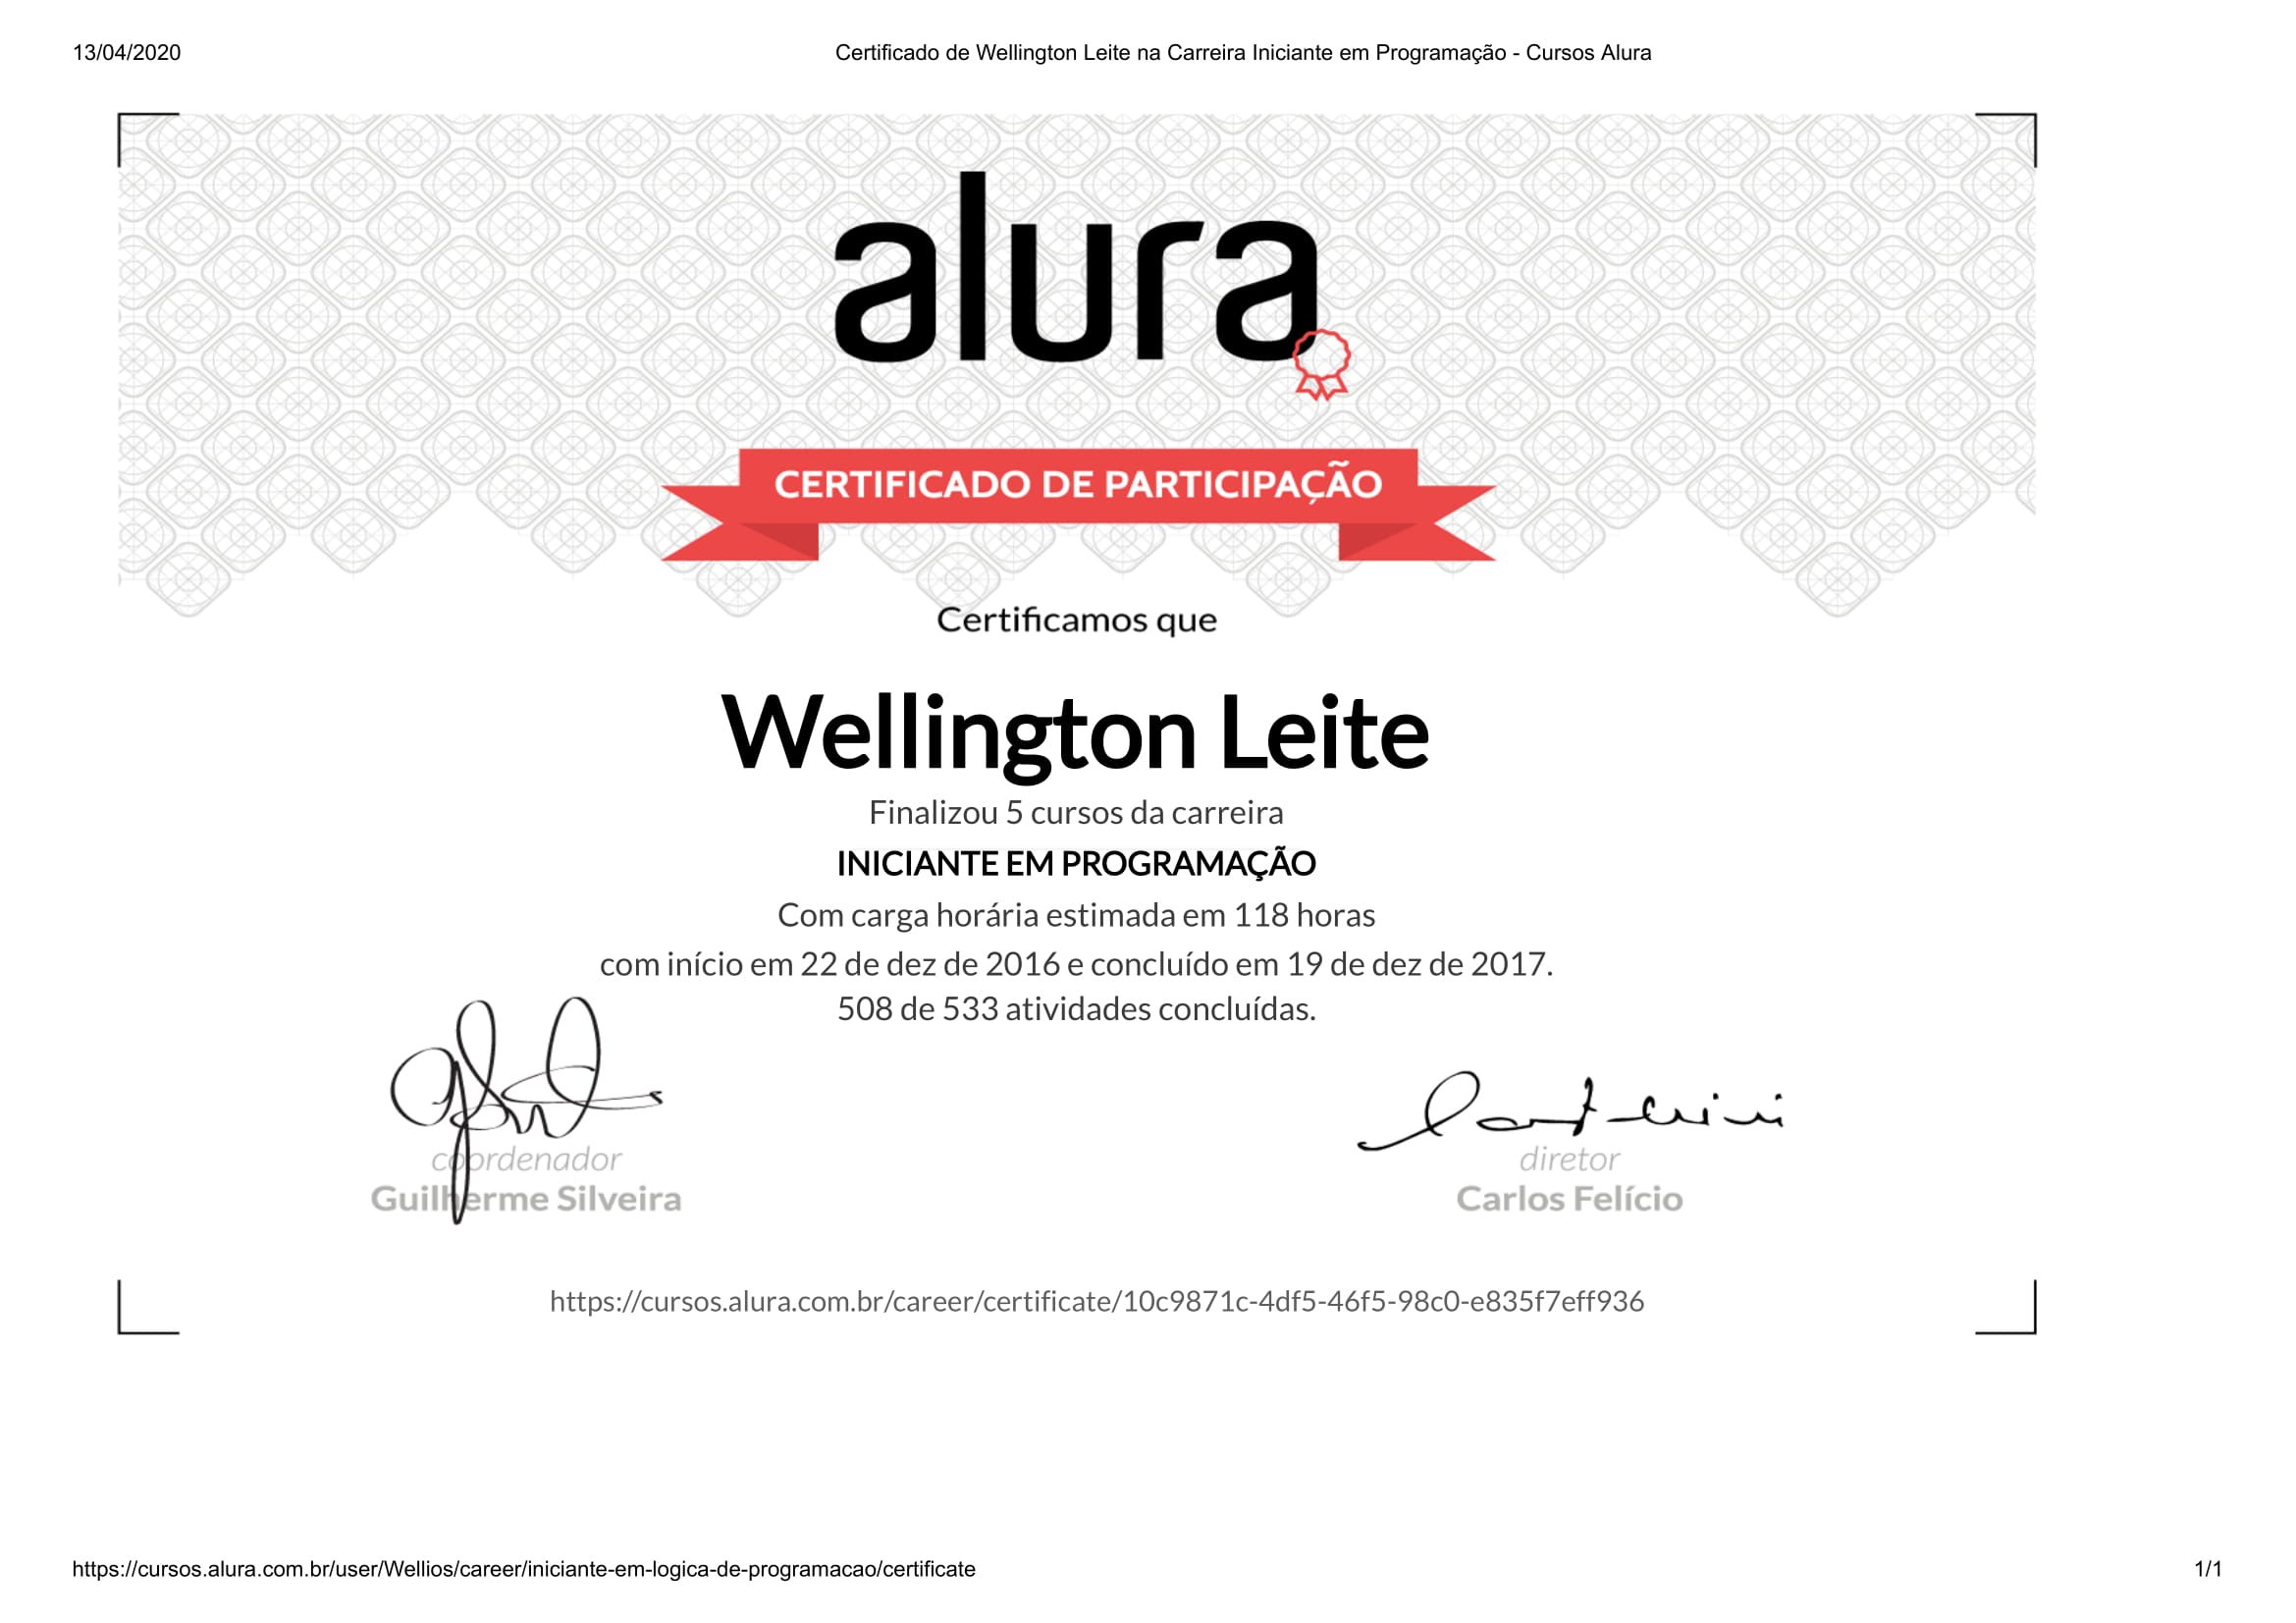 13/04/2020 Certificado de Wellington Leite na Carreira Iniciante em Programação - Cursos Alura
alura
CERTIFICADO DE PARTICIPAÇÃO
Certificamos que
Wellington Leite
Finalizou 5 cursos da carreira
INICIANTE EM PROGRAMAÇÃO
Com carga horária estimada em 118 horas
com início em 22 de dez de 2016 e concluído em 19 de dez de 2017.
508 de 533 atividades concluídas.
coordenador
Guilherme Silveira
diretor
Carlos Felício
https://cursos.alura.com.br/career/certificate/10c9871c-4df5-46f5-98c0-e835f7eff936
https://cursos.alura.com.br/user/Wellios/career/iniciante-em-logica-de-programacao/certificate 1/1